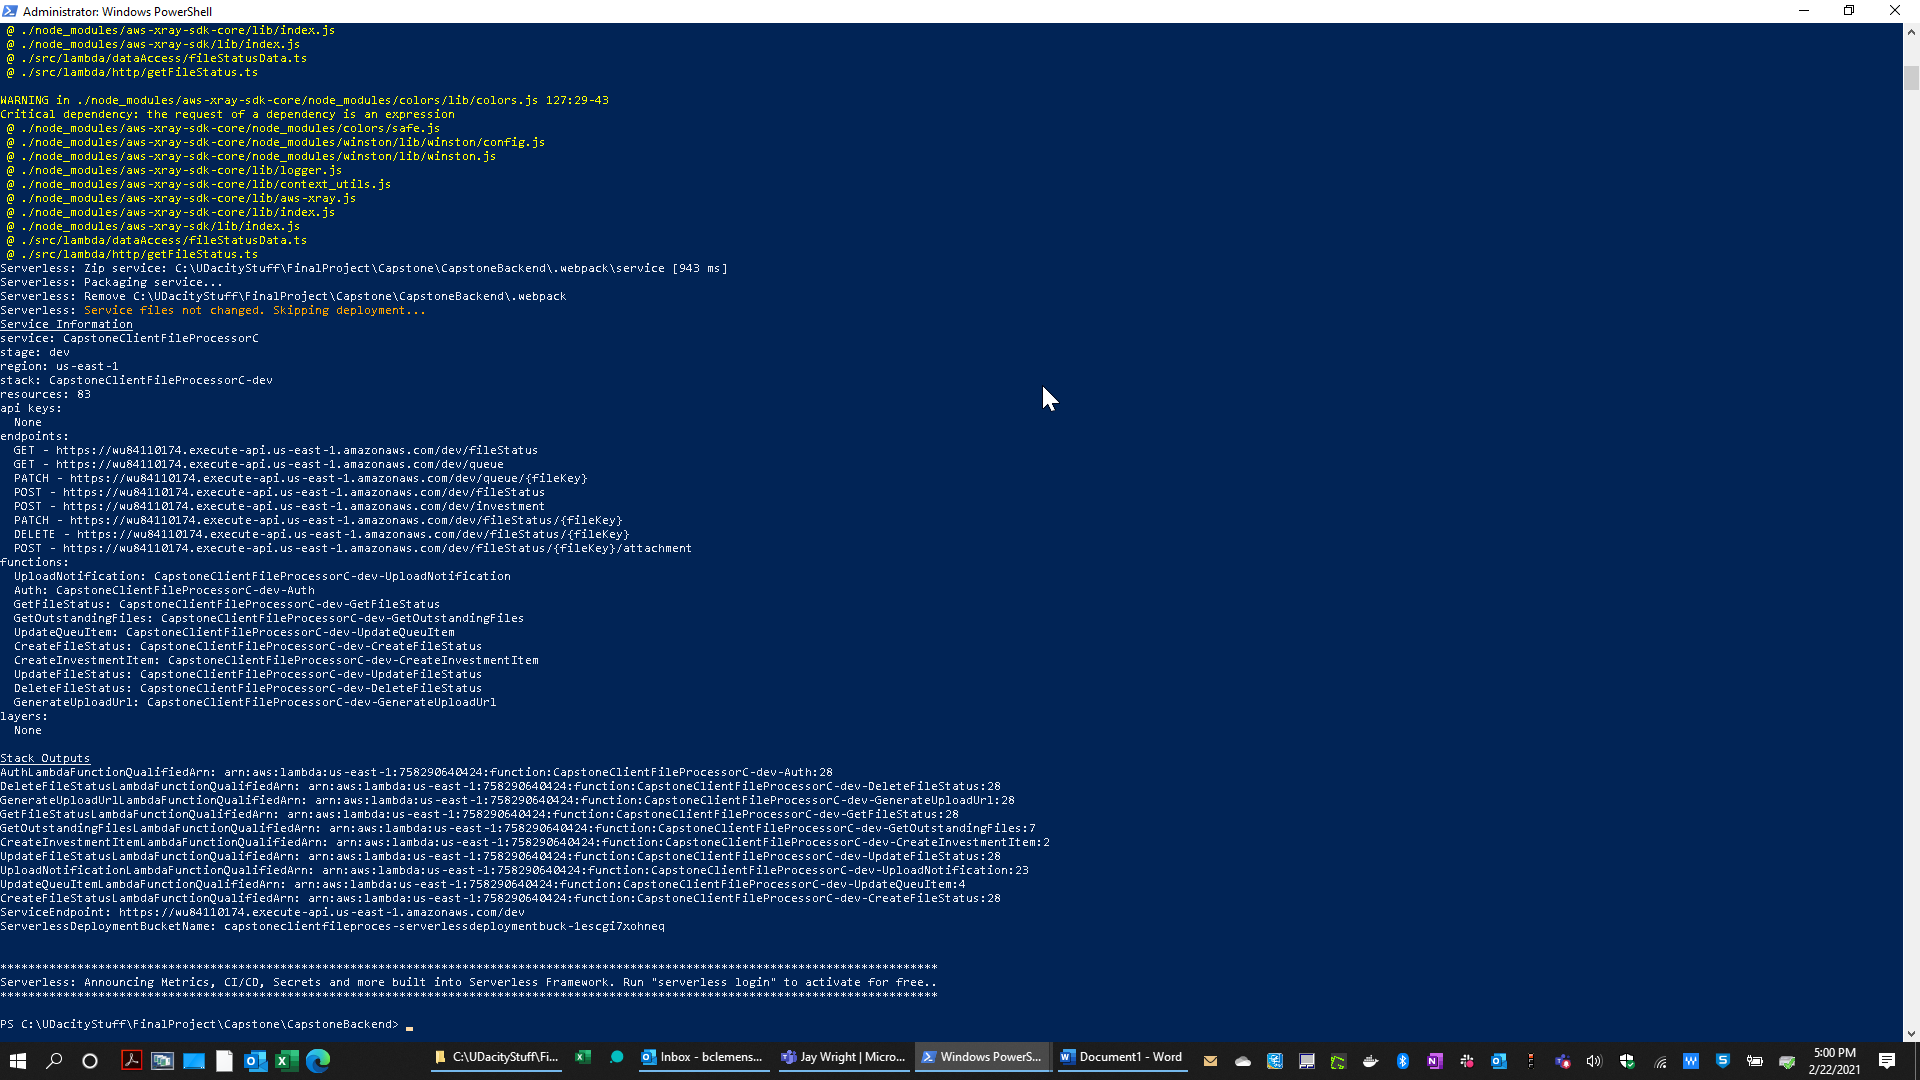 Administrator: Windows PowerShell
@ ./node_modules/aws-xray-sdk-core/lib/index.js
@ ./node_modules/aws-xray-sdk/lib/index.js
@ ./src/lambda/dataAccess/fileStatusData.ts
@ ./src/lambda/http/getFileStatus.ts
WARNING in ./node_modules/aws-xray-sdk-core/node_modules/colors/lib/colors.js 127:29-43
Critical dependency: the request of a dependency is an expression
@ ./node_modules/aws-xray-sdk-core/node_modules/colors/safe.js
@ ./node_modules/aws-xray-sdk-core/node_modules/winston/lib/winston/config.js
@ ./node_modules/aws-xray-sdk-core/node_modules/winston/lib/winston.js
@ ./node_modules/aws-xray-sdk-core/lib/logger.js
@ ./node_modules/aws-xray-sdk-core/lib/context_utils.js
@ ./node_modules/aws-xray-sdk-core/lib/aws-xray.js
@ ./node_modules/aws-xray-sdk-core/lib/index.js
@ ./node_modules/aws-xray-sdk/lib/index.js
@ ./src/lambda/dataAccess/fileStatusData.ts
@ ./src/lambda/http/getFileStatus.ts
Serverless: Zip service: C:\UDacityStuff\FinalProject\Capstone\CapstoneBackend\.webpack\service [943 ms]
Serverless: Packaging service...
Serverless: Remove C:\UDacityStuff\FinalProject\Capstone\CapstoneBackend\.webpack
Serverless: Service files not changed. Skipping deployment...
Service Information
service: CapstoneClientFileProcessorC
stage: dev
region: us-east-1
stack: CapstoneClientFileProcessorC-dev
resources: 83
api keys:
None
endpoints:
GET - https://wu84110174.execute-api.us-east-1.amazonaws.com/dev/fileStatus
GET - https://wu84110174.execute-api.us-east-1.amazonaws.com/dev/queue
PATCH - https://wu84110174.execute-api.us-east-1.amazonaws.com/dev/queue/{fileKey}
POST - https://wu84110174.execute-api.us-east-1.amazonaws.com/dev/fileStatus
POST - https://wu84110174.execute-api.us-east-1.amazonaws.com/dev/investment
PATCH - https://wu84110174.execute-api.us-east-1.amazonaws.com/dev/fileStatus/{fileKey}
DELETE - https://wu84110174.execute-api.us-east-1.amazonaws.com/dev/fileStatus/{fileKey}
POST - https://wu84110174.execute-api.us-east-1.amazonaws.com/dev/fileStatus/{fileKey}/attachment
functions:
UploadNotification: CapstoneClientFileProcessorC-dev-UploadNotification
Auth: CapstoneClientFileProcessorC-dev-Auth
GetFileStatus: CapstoneClientFileProcessorC-dev-GetFileStatus
GetOutstandingFiles: CapstoneClientFileProcessorC-dev-GetOutstandingFiles
UpdateQueuItem: CapstoneClientFileProcessorC-dev-UpdateQueuItem
CreateFileStatus: CapstoneClientFileProcessorC-dev-CreateFileStatus
CreateInvestmentItem: CapstoneClientFileProcessorC-dev-CreateInvestmentItem
UpdateFileStatus: CapstoneClientFileProcessorC-dev-UpdateFileStatus
DeleteFileStatus: CapstoneClientFileProcessorC-dev-DeleteFileStatus
GenerateUploadUrl: CapstoneClientFileProcessorC-dev-GenerateUploadUrl
layers:
None
Stack Outputs
AuthLambdaFunctionQualifiedArn: arn:aws:lambda:us-east-1:758290640424:function:CapstoneClientFileProcessorC-dev-Auth:28
DeleteFileStatusLambdaFunctionQualifiedArn: arn:aws:lambda:us-east-1:758290640424:function:CapstoneClientFileProcessorC-dev-DeleteFileStatus:28
GenerateUploadUrlLambdaFunctionQualifiedArn: arn:aws:lambda:us-east-1:758290640424:function:CapstoneClientFileProcessorC-dev-GenerateUploadUrl:28
GetFileStatusLambdaFunctionQualifiedArn: arn:aws:lambda:us-east-1:758290640424:function:CapstoneClientFileProcessorC-dev-GetFileStatus:28
GetOutstandingFilesLambdaFunctionQualifiedArn: arn:aws:lambda:us-east-1:758290640424:function:CapstoneClientFileProcessorC-dev-GetOutstandingFiles:7
CreateInvestmentItemLambdaFunctionQualifiedArn: arn:aws:lambda:us-east-1:758290640424:function:CapstoneClientFileProcessorC-dev-CreateInvestmentItem:2
UpdateFileStatusLambdaFunctionQualifiedArn: arn:aws:lambda:us-east-1:758290640424:function:CapstoneClientFileProcessorC-dev-UpdateFileStatus:28
UploadNotificationLambdaFunctionQualifiedArn: arn:aws:lambda:us-east-1:758290640424:function:CapstoneClientFileProcessorC-dev-UploadNotification:23
UpdateQueuItemLambdaFunctionQualifiedArn: arn:aws:lambda:us-east-1:758290640424:function:CapstoneClientFileProcessorC-dev-UpdateQueuItem:4
CreateFileStatusLambdaFunctionQualifiedArn: arn:aws:lambda:us-east-1:758290640424:function:CapstoneClientFileProcessorC-dev-CreateFileStatus:28
ServiceEndpoint: https://wu84110174.execute-api.us-east-1.amazonaws.com/dev
ServerlessDeploymentBucketName: capstoneclientfileproces-serverlessdeploymentbuck-1escgi7xohneq
**************************************************************************************************************************************
Serverless: Announcing Metrics, CI/CD, Secrets and more built into Serverless Framework. Run "serverless login" to activate for free..
**************************************************************************************************************************************
PS C:\UDacityStuff\FinalProject\Capstone\CapstoneBackend>
C:\UDacityStuff\Fi... Inbox - bclemens... Jay Wright | Micro... Windows PowerS... Document1 - Word 5:00 PM
2/22/2021